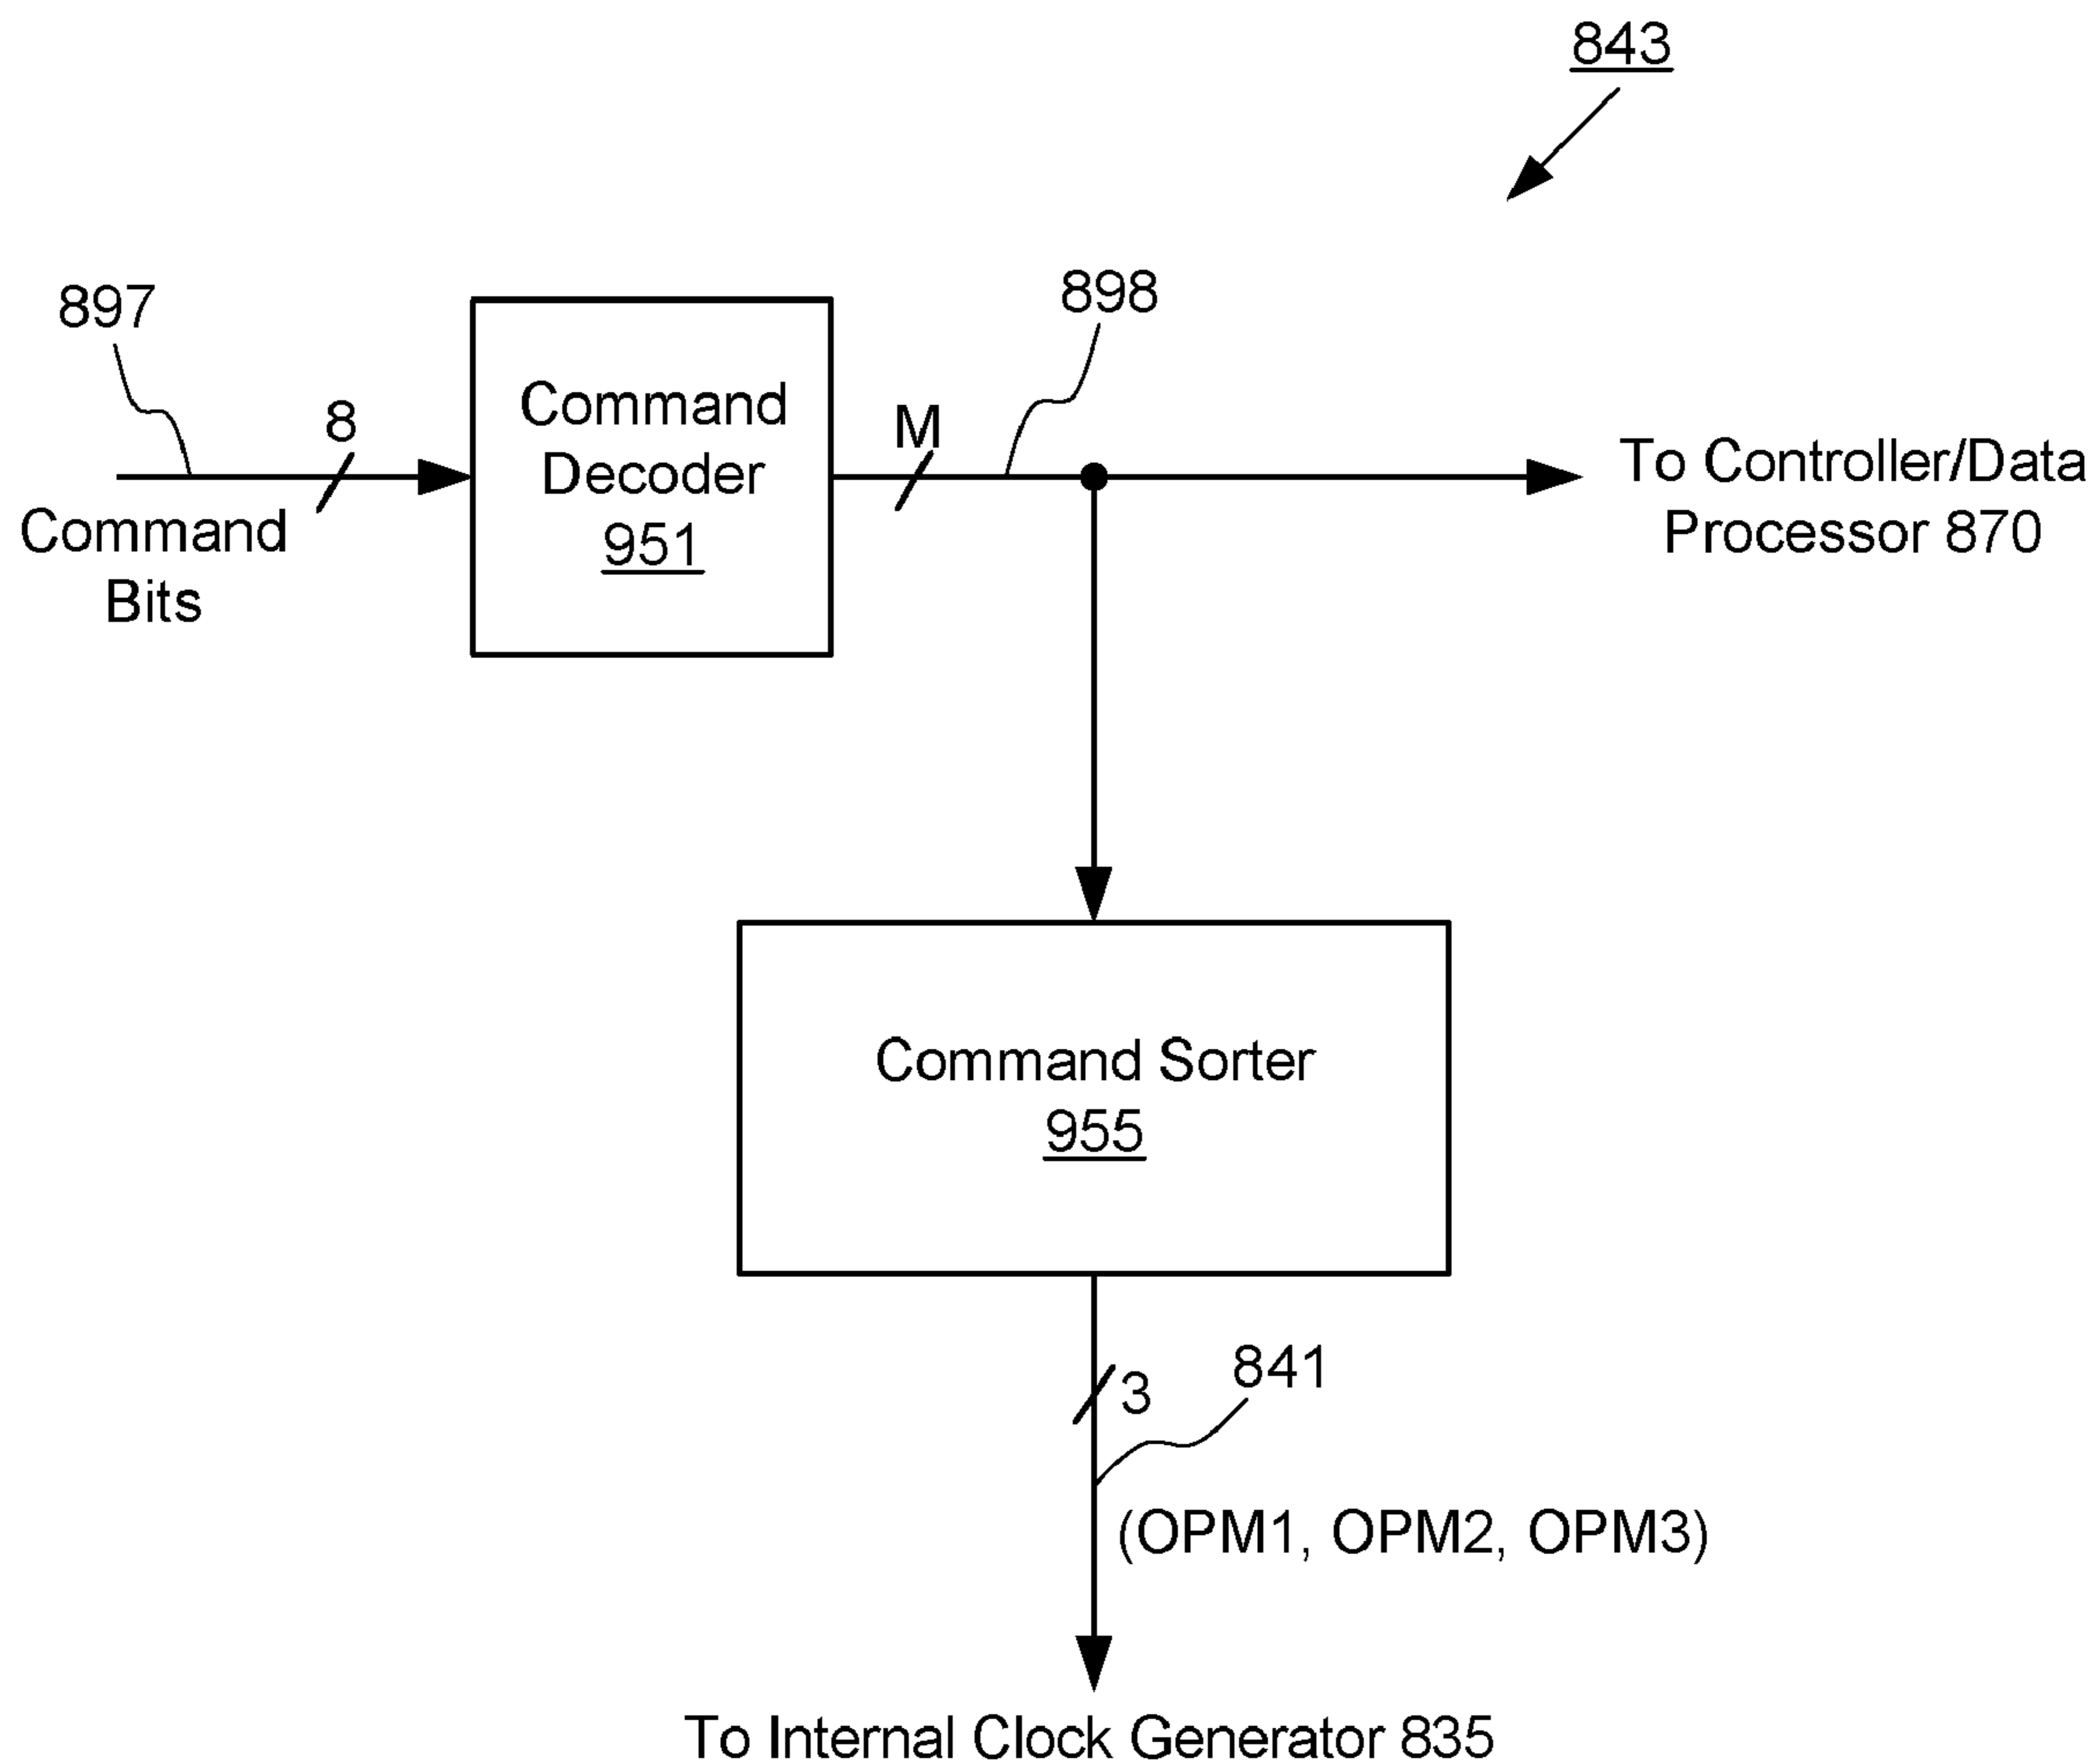 843
897
898
8
Command
Decoder
951
M
To Controller/Data
Processor 870
Command
Bits
Command Sorter
955
3
841
(OPM1, OPM2, OPM3)
To Internal Clock Generator 835